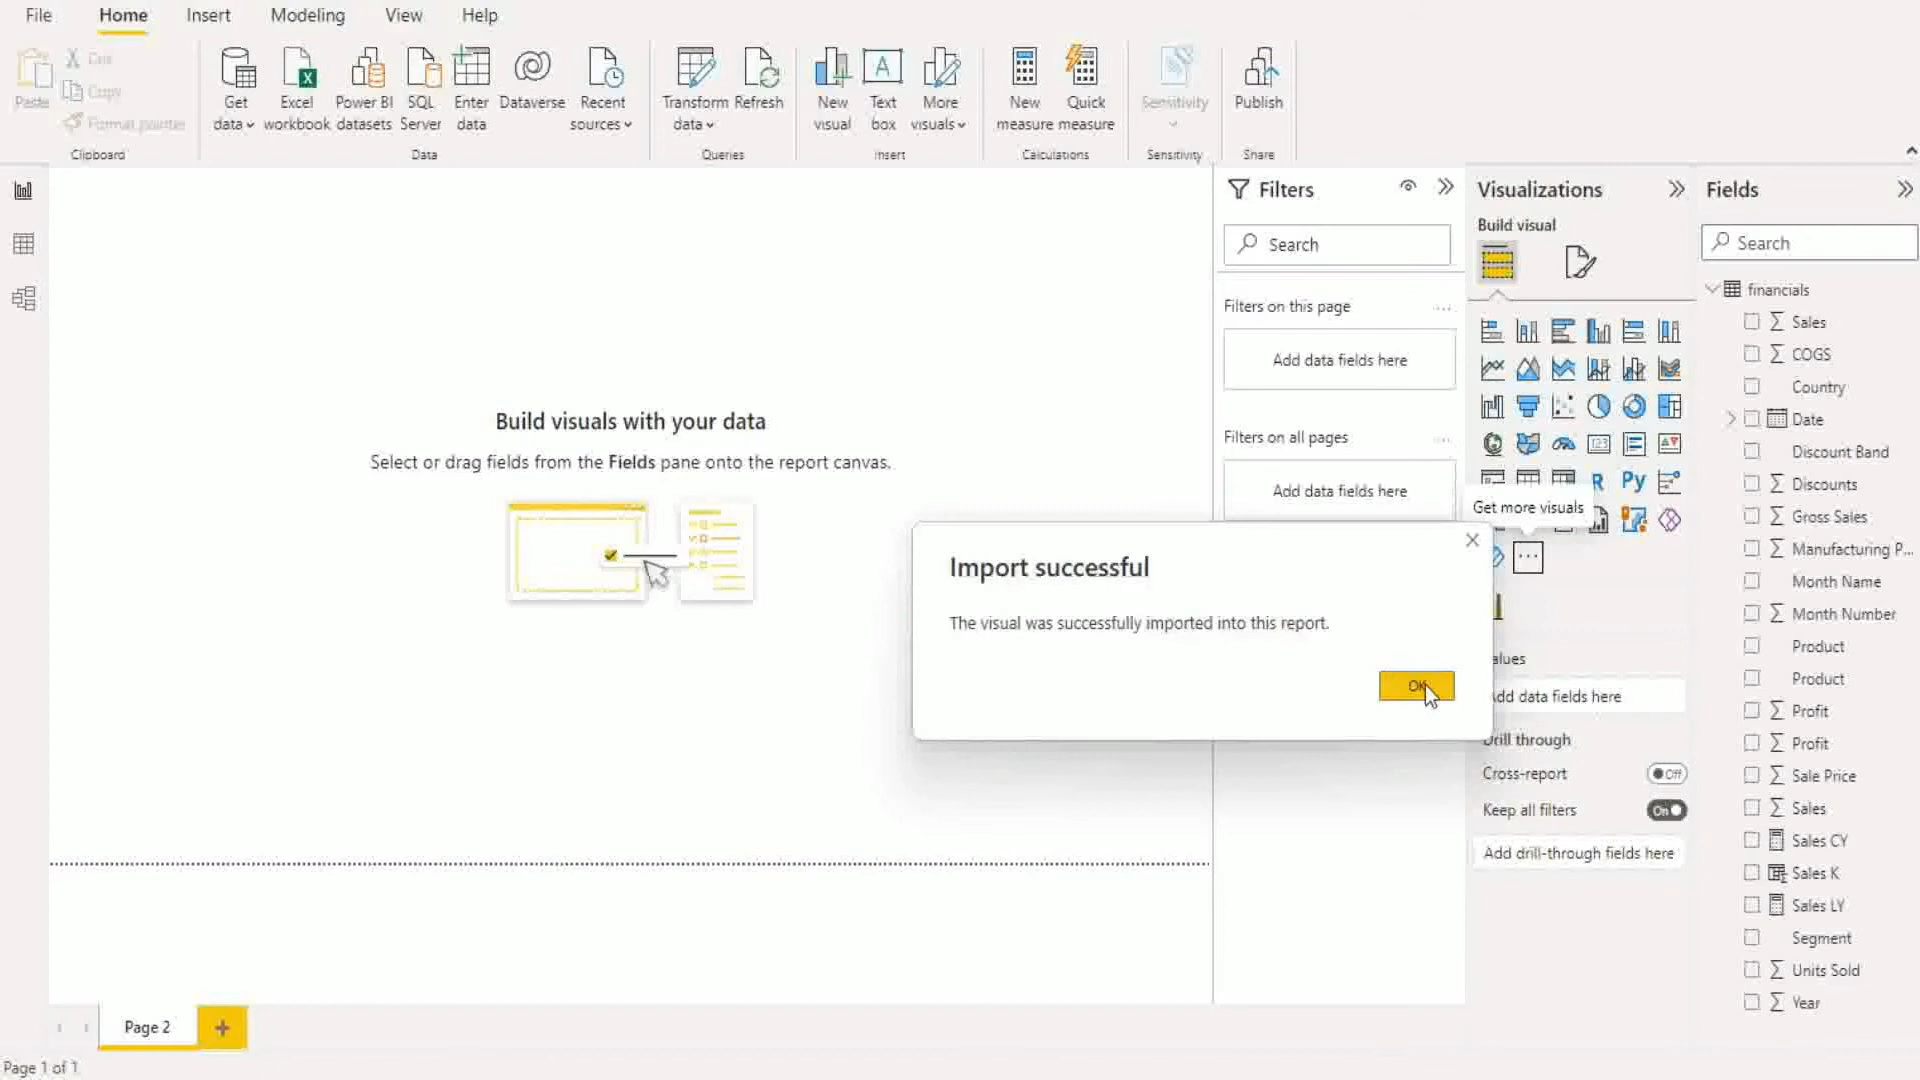 File Home Insert Modeling View Help
Paste
Cut
Copy
Format painter
Get data
Excel workbook
Power BI datasets
SQL Server
Enter data
Dataverse
Recent sources
Transform data
Refresh
New visual
A
Text box
More visuals
New measure
Quick measure
Sensitivity
Publish
Clipboard
Data
Queries
Insert
Calculations
Sensitivity
Share
Build visuals with your data
Select or drag fields from the Fields pane onto the report canvas.
Filters
Search
Filters on this page
...
Add data fields here
Filters on all pages
...
Add data fields here
Visualizations
Build visual
123
R
Py
Get more visuals
...
Import successful
The visual was successfully imported into this report.
OK
alues
Add data fields here
Drill through
Cross-report
Off
Keep all filters
On
Add drill-through fields here
Fields
Search
financials
Sales
COGS
Country
Date
Discount Band
Discounts
Gross Sales
Manufacturing P...
Month Name
Month Number
Product
Product
Profit
Profit
Sale Price
Sales
Sales CY
Sales K
Sales LY
Segment
Units Sold
Year
Page 2
+
Page 1 of 1